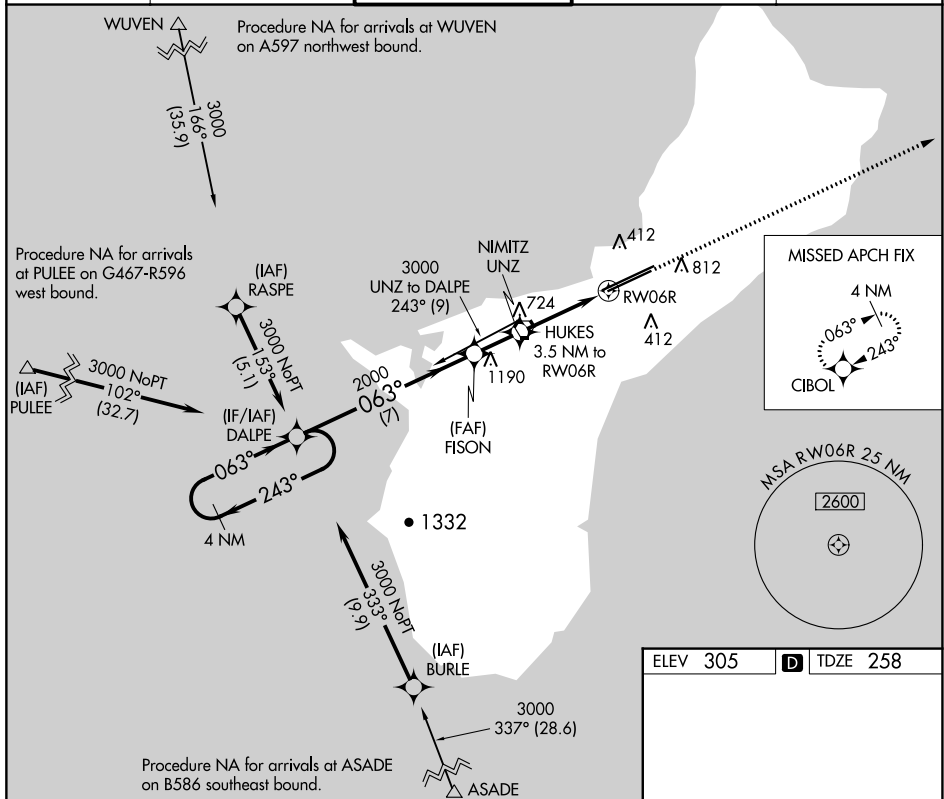 WUVEN
Procedure NA for arrivals at WUVEN
on A597 northwest bound.
3000
166°
(35.9)
Procedure NA for arrivals
at PULEE on G467-R596
west bound.
(IAF)
RASPE
3000 NoPT
153°
(5.1)
(IAF)
PULEE
3000 NoPT
102°
(32.7)
(IF/IAF)
DALPE
063°
243°
4 NM
2000
063°
(7)
3000
UNZ to DALPE
243° (9)
NIMITZ
UNZ
724
HUKES
3.5 NM to
RW06R
1190
(FAF)
FISON
412
812
RW06R
412
MISSED APCH FIX
4 NM
063°
243°
CIBOL
MSA RW06R 25 NM
2600
1332
3000 NoPT
333°
(9.9)
(IAF)
BURLE
3000
337° (28.6)
Procedure NA for arrivals at ASADE
on B586 southeast bound.
ASADE
ELEV 305 D TDZE 258